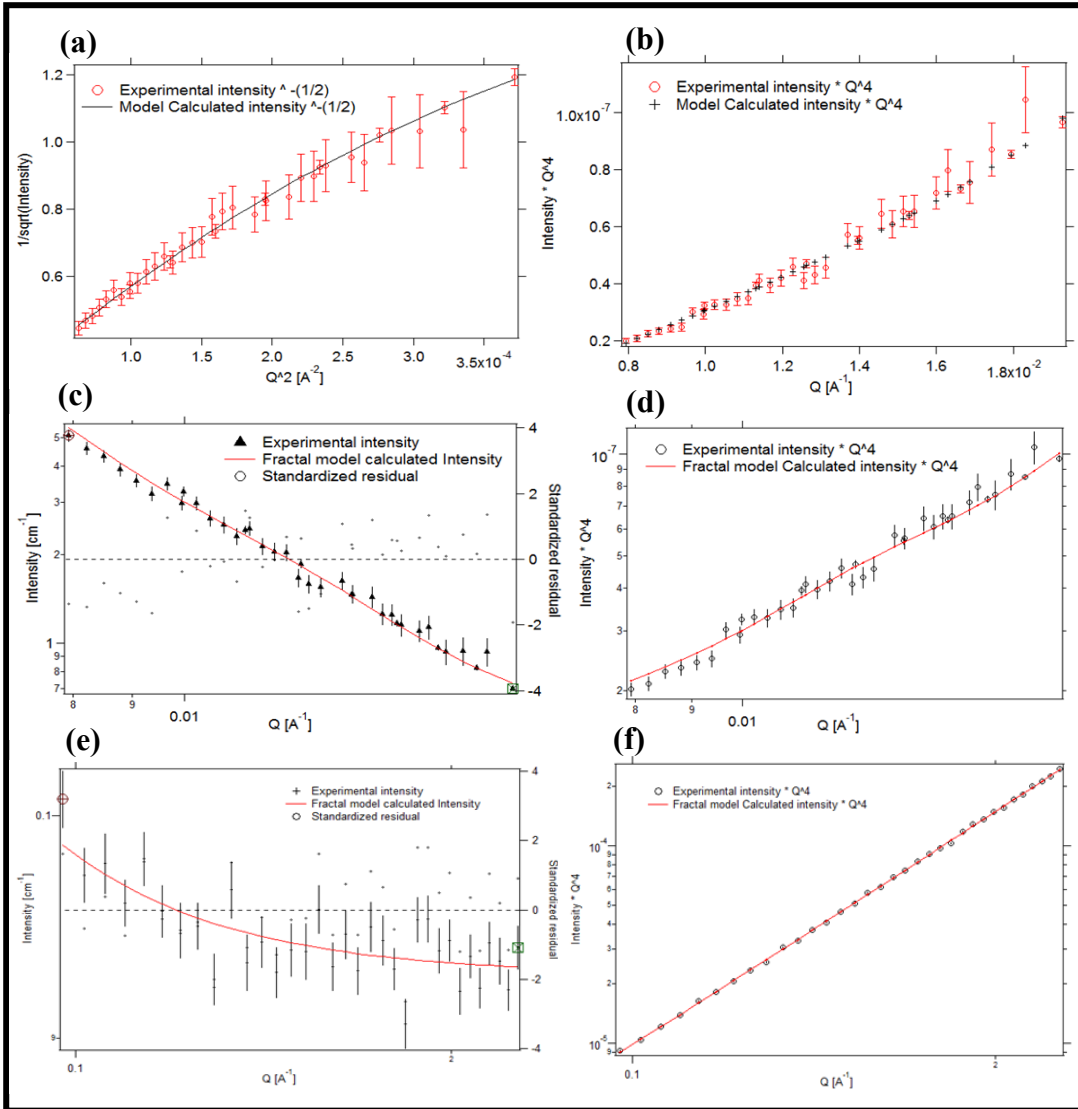 (a)
1.2
1.0
0.8
0.6
1/sqrt(Intensity)
Experimental intensity ^ -(1/2)
Model Calculated intensity ^-(1/2)
1.0
1.5
2.0
2.5
3.0
3.5x10^-4
Q^2 [A^-2]
(b)
1.0x10^-7
0.8
0.6
0.4
0.2
Intensity * Q^4
Experimental intensity * Q^4
Model Calculated intensity * Q^4
0.8
1.0
1.2
1.4
1.6
1.8x10^-2
Q [A^-1]
(c)
5
4
3
2
1
9
8
7
Intensity [cm^-1]
Experimental intensity
Fractal model calculated Intensity
Standardized residual
4
2
0
-2
-4
Standardized residual
8
9
0.01
Q [A^-1]
(d)
10^-7
9
8
7
6
5
4
3
2
Intensity * Q^4
Experimental intensity * Q^4
Fractal model Calculated intensity * Q^4
8
9
0.01
Q [A^-1]
(e)
0.1
9
Intensity [cm^-1]
Experimental intensity
Fractal model calculated Intensity
Standardized residual
4
2
0
-2
-4
Standardized residual
0.1
2
Q [A^-1]
(f)
2
10^-4
9
8
7
6
5
4
3
2
10^-5
9
Intensity * Q^4
Experimental intensity * Q^4
Fractal model Calculated intensity * Q^4
0.1
2
Q [A^-1]